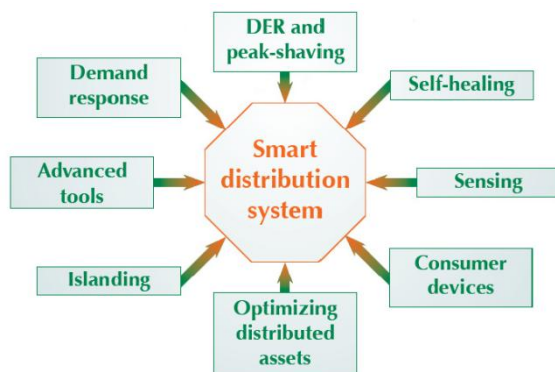 DER and
peak-shaving
Demand
response
Self-healing
Smart
distribution
system
Advanced
tools
Sensing
Islanding
Consumer
devices
Optimizing
distributed
assets